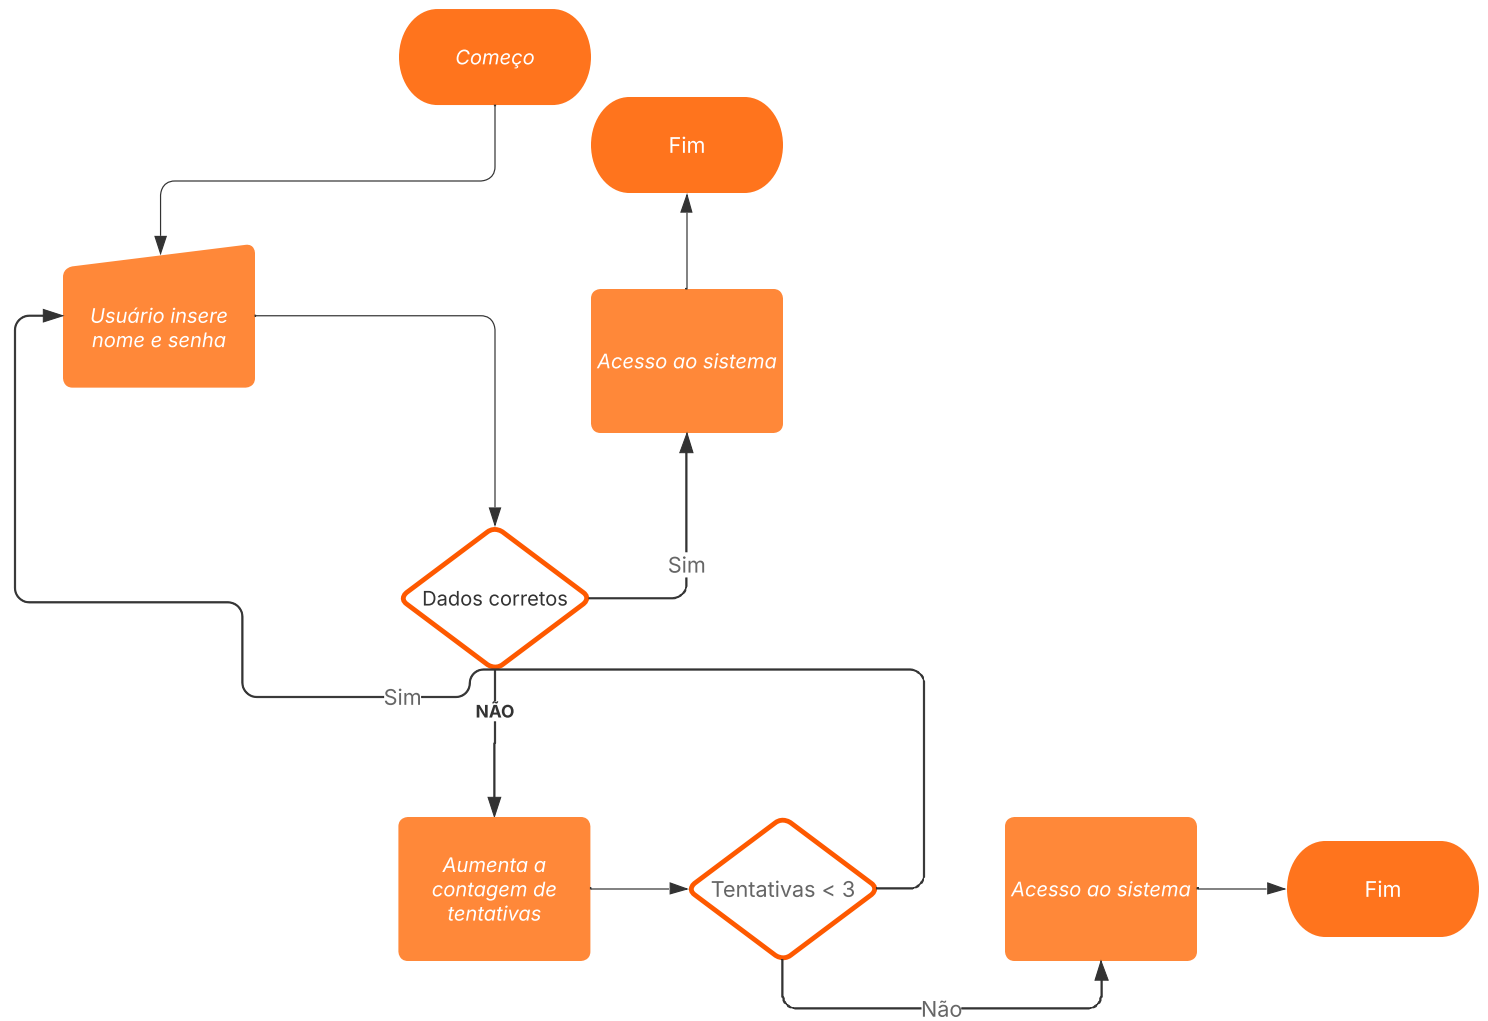 Começo
Fim
Usuário insere
nome e senha
Acesso ao sistema
Sim
Dados corretos
Sim
NÃO
Aumenta a
contagem de
tentativas
Tentativas < 3
Acesso ao sistema
Fim
Não